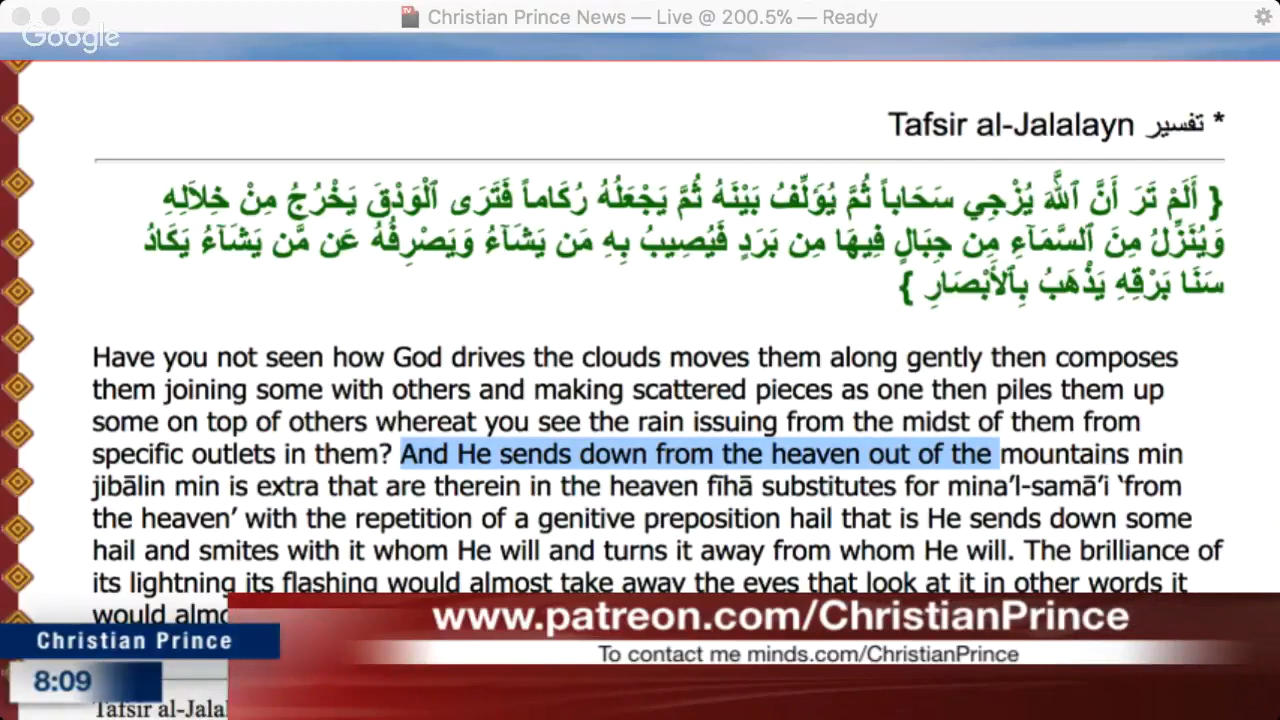 Christian Prince News — Live @ 200.5% — Ready
Google
* تفسير Tafsir al-Jalalayn
{ أَلَمْ تَرَ أَنَّ ٱللَّهَ يُزْجِي سَحَاباً ثُمَّ يُؤَلِّفُ بَيْنَهُ ثُمَّ يَجْعَلُهُ رُكَاماً فَتَرَى ٱلْوَدْقَ يَخْرُجُ مِنْ خِلاَلِهِ
وَيُنَزِّلُ مِنَ ٱلسَّمَآءِ مِن جِبَالٍ فِيهَا مِن بَرَدٍ فَيُصِيبُ بِهِ مَن يَشَآءُ وَيَصْرِفُهُ عَن مَّن يَشَآءُ يَكَادُ
سَنَا بَرْقِهِ يَذْهَبُ بِٱلأَبْصَارِ }
Have you not seen how God drives the clouds moves them along gently then composes
them joining some with others and making scattered pieces as one then piles them up
some on top of others whereat you see the rain issuing from the midst of them from
specific outlets in them? And He sends down from the heaven out of the mountains min
jibālin min is extra that are therein in the heaven fīhā substitutes for mina’l-samā’i ‘from
the heaven’ with the repetition of a genitive preposition hail that is He sends down some
hail and smites with it whom He will and turns it away from whom He will. The brilliance of
its lightning its flashing would almost take away the eyes that look at it in other words it
would
www.patreon.com/ChristianPrince
Christian Prince
To contact me minds.com/ChristianPrince
8:09
Tafsir